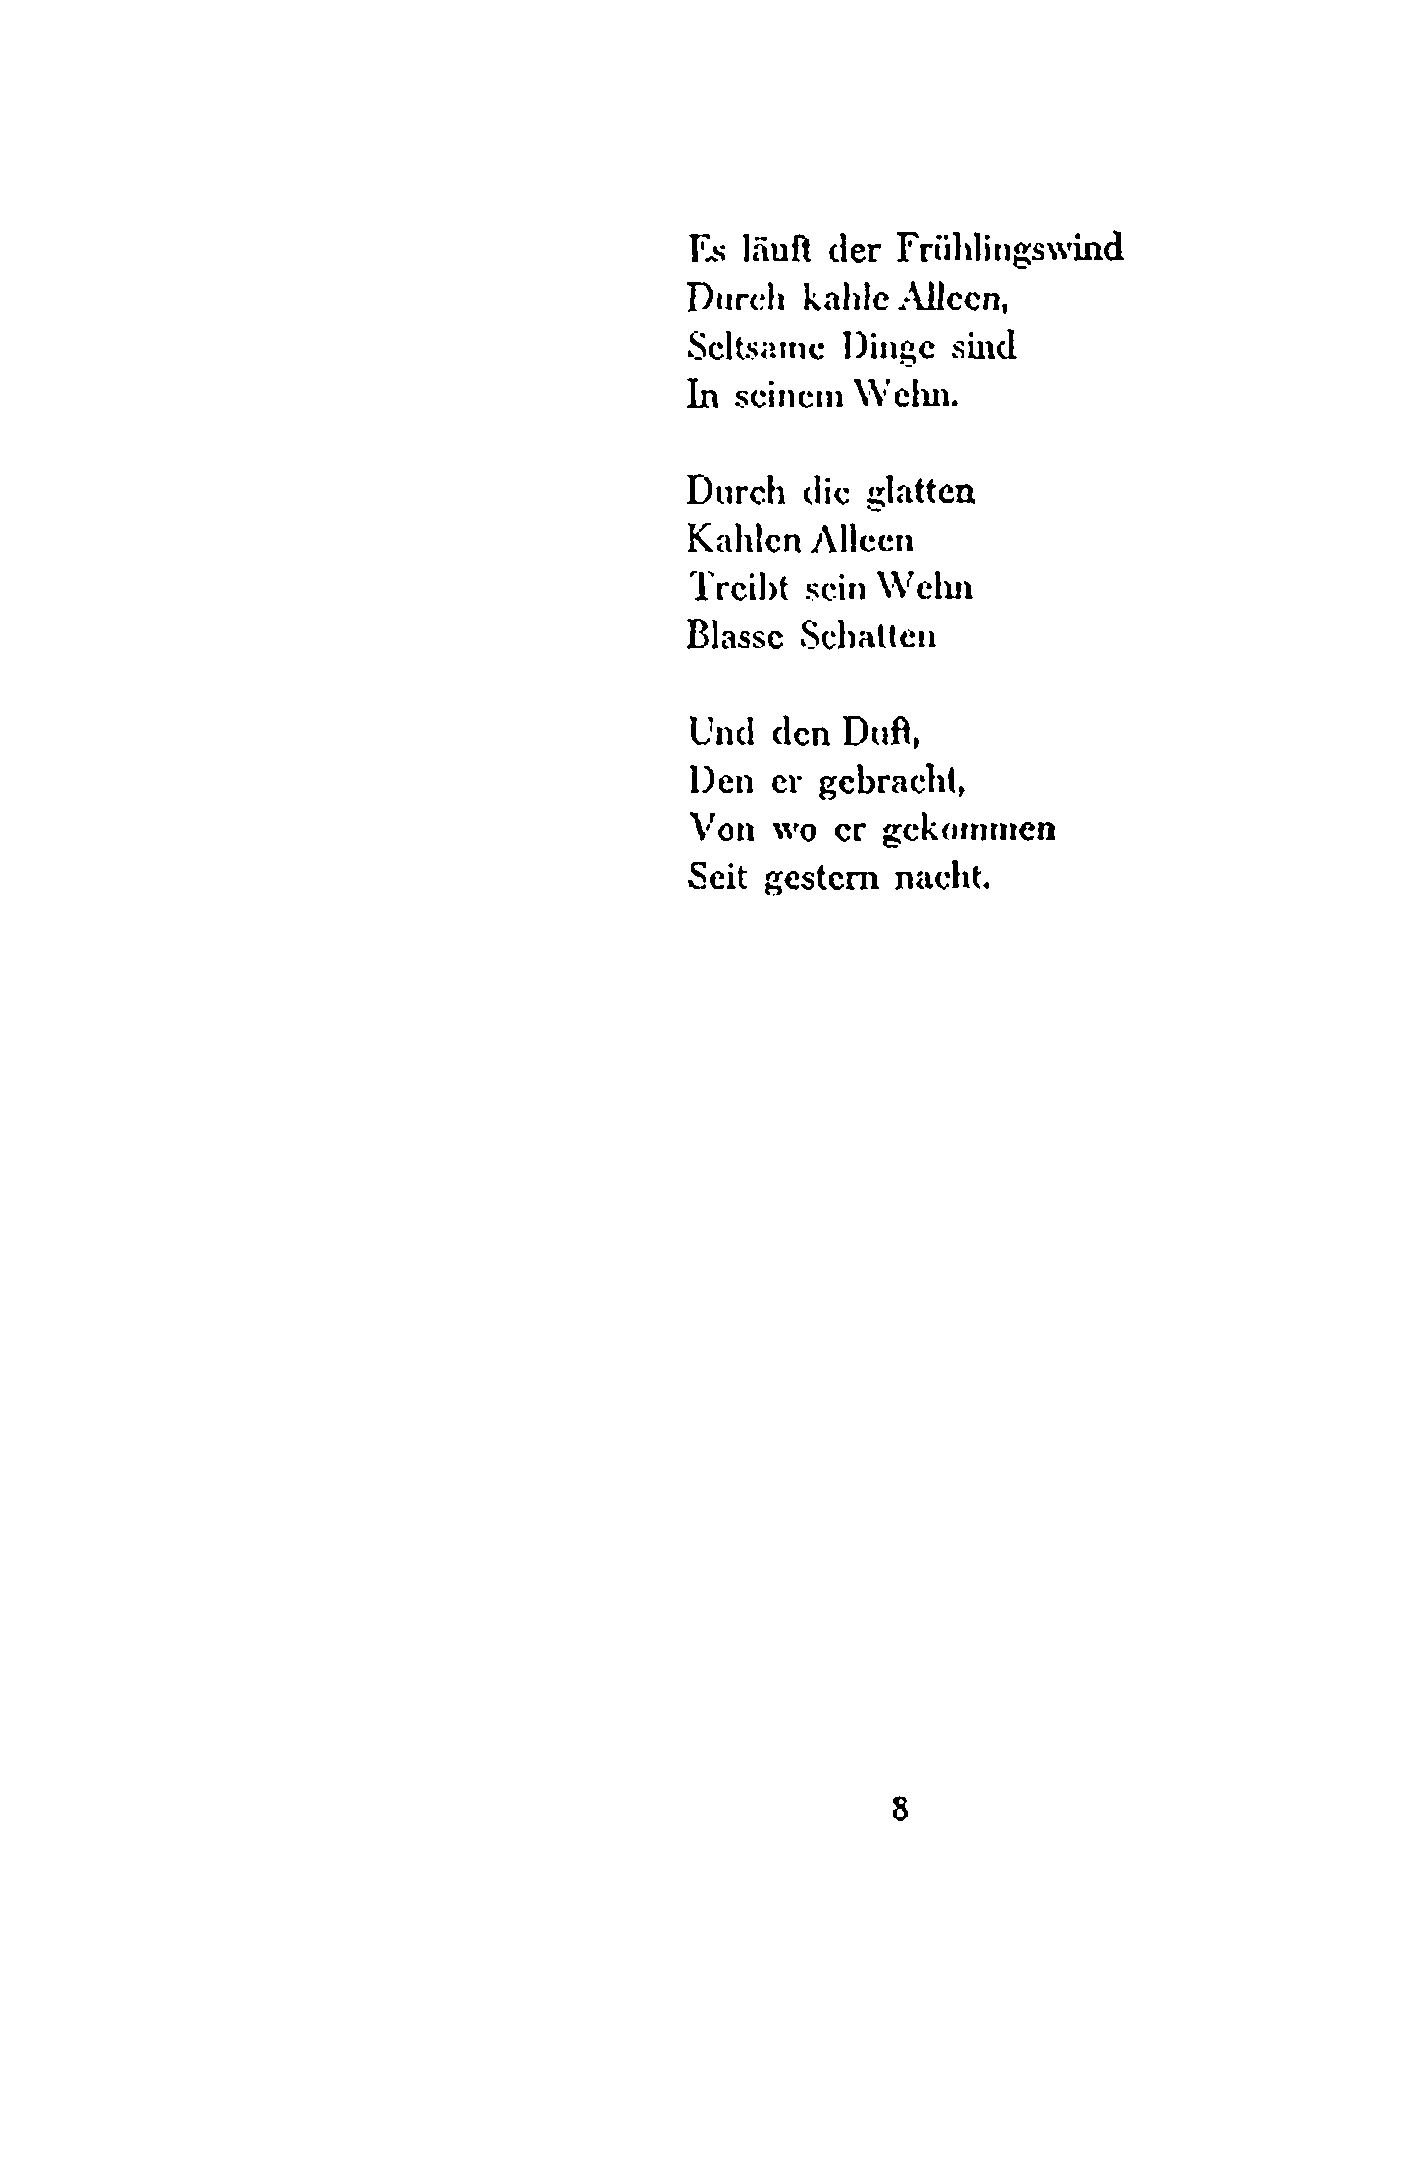 Es läuft der Frühlingswind
Durch kahle Alleen,
Seltsame Dinge sind
In seinem Wehn.
Durch die glatten
Kahlen Alleen
Treibt sein Wehn
Blasse Schatten
Und den Duft,
Den er gebracht,
Von wo er gekommen
Seit gestern nacht.
8